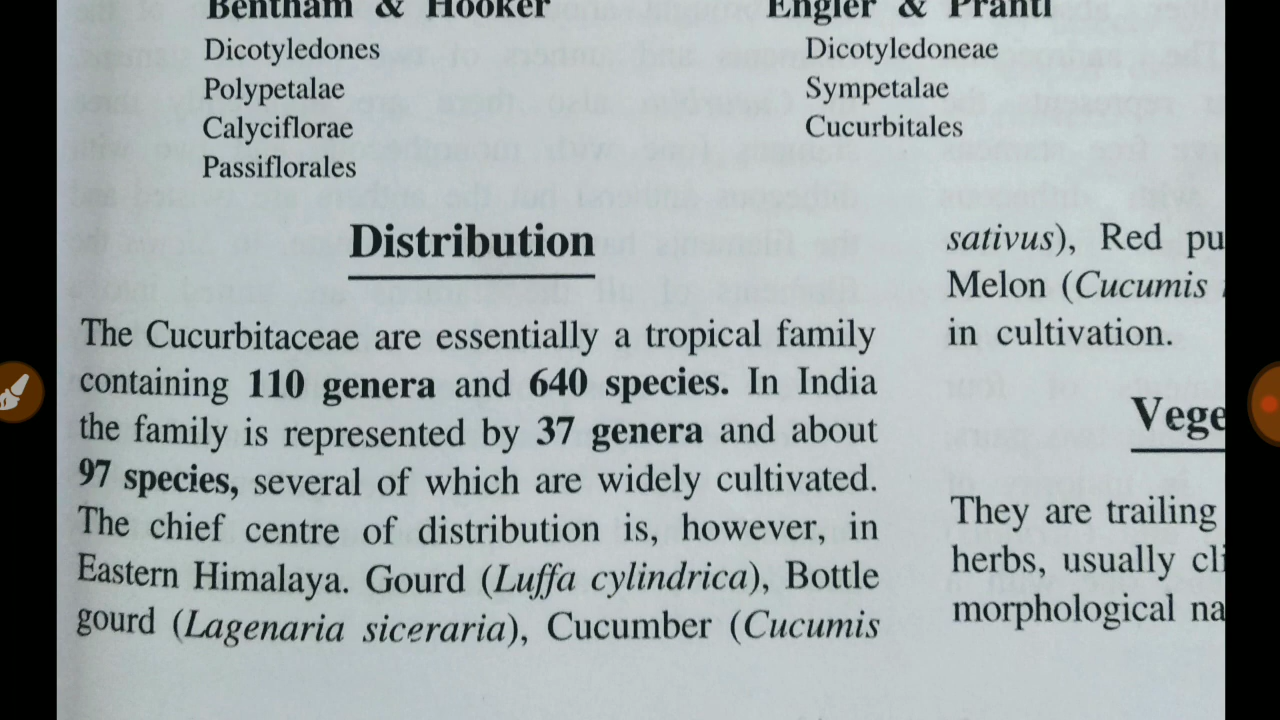 Bentham & Hooker
Dicotyledones
Polypetalae
Calyciflorae
Passiflorales
Engler & Prantl
Dicotyledoneae
Sympetalae
Cucurbitales
Distribution
The Cucurbitaceae are essentially a tropical family
containing 110 genera and 640 species. In India
the family is represented by 37 genera and about
97 species, several of which are widely cultivated.
The chief centre of distribution is, however, in
Eastern Himalaya. Gourd (Luffa cylindrica), Bottle
gourd (Lagenaria siceraria), Cucumber (Cucumis
sativus), Red pu
Melon (Cucumis
in cultivation.
Vege
They are trailing
herbs, usually cli
morphological na